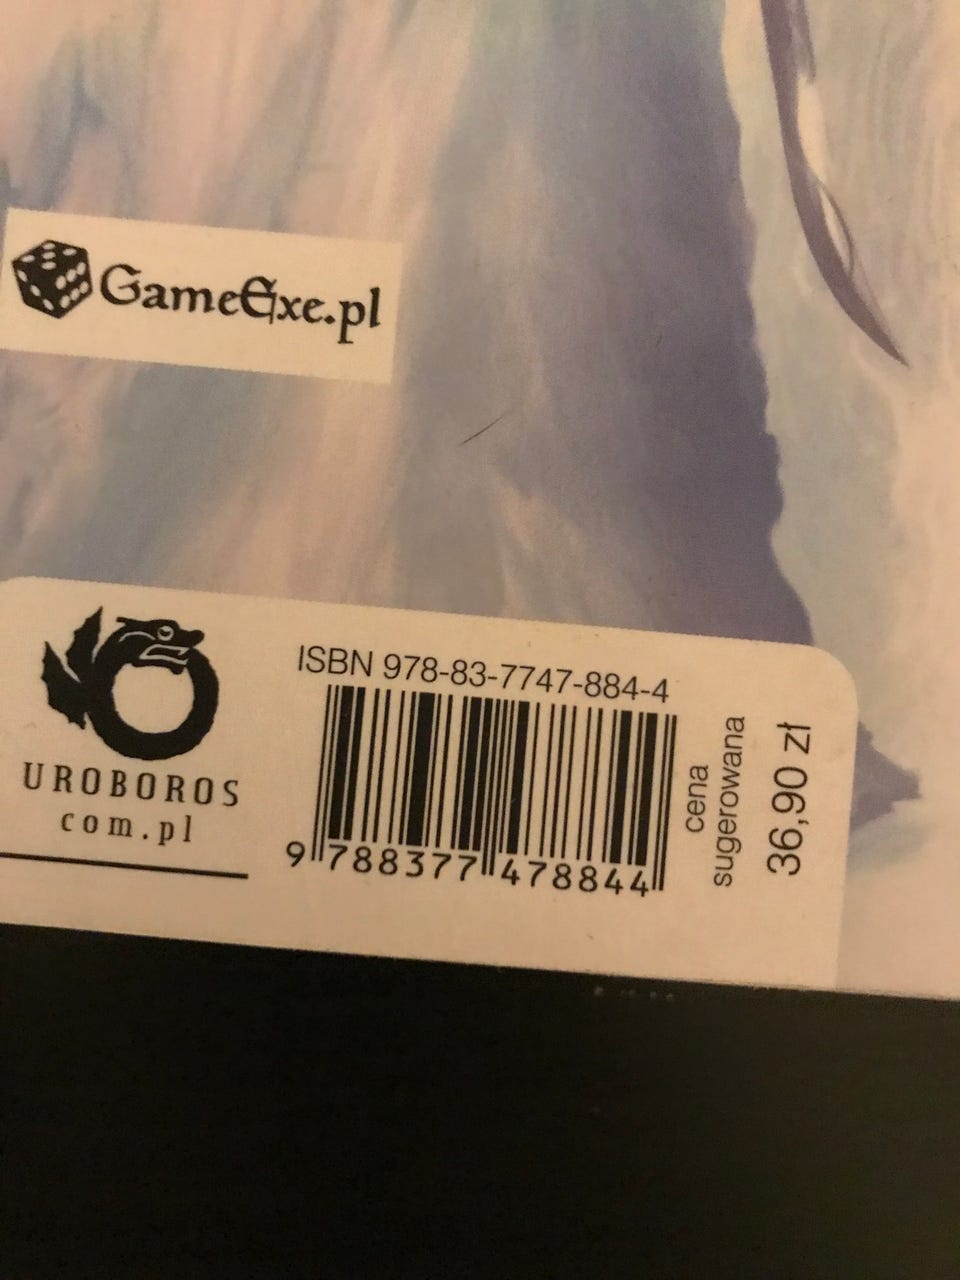 GameExe.pl
ISBN 978-83-7747-884-4
9 788377 478844
UROBOROS
com.pl
cena
sugerowana
36,90 zł